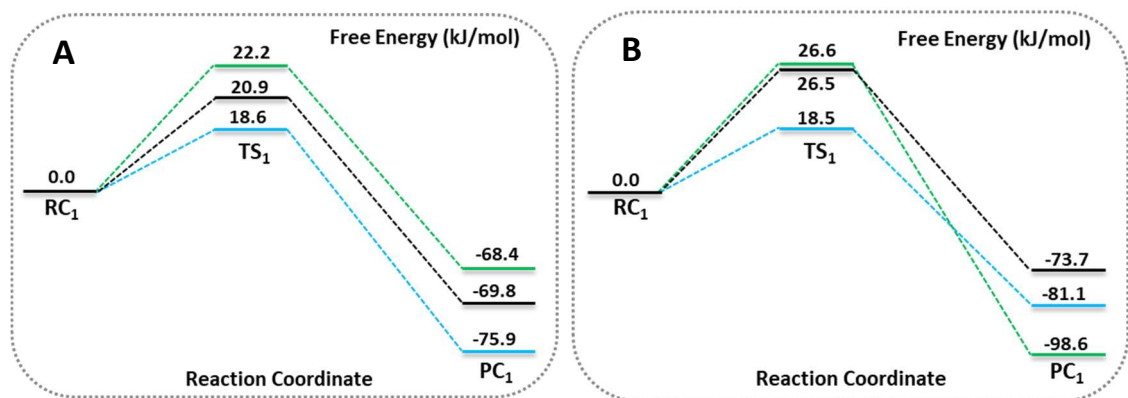 A
Free Energy (kJ/mol)
22.2
20.9
18.6
TS₁
0.0
RC₁
-68.4
-69.8
-75.9
PC₁
Reaction Coordinate
B
Free Energy (kJ/mol)
26.6
26.5
18.5
TS₁
0.0
RC₁
-73.7
-81.1
-98.6
PC₁
Reaction Coordinate